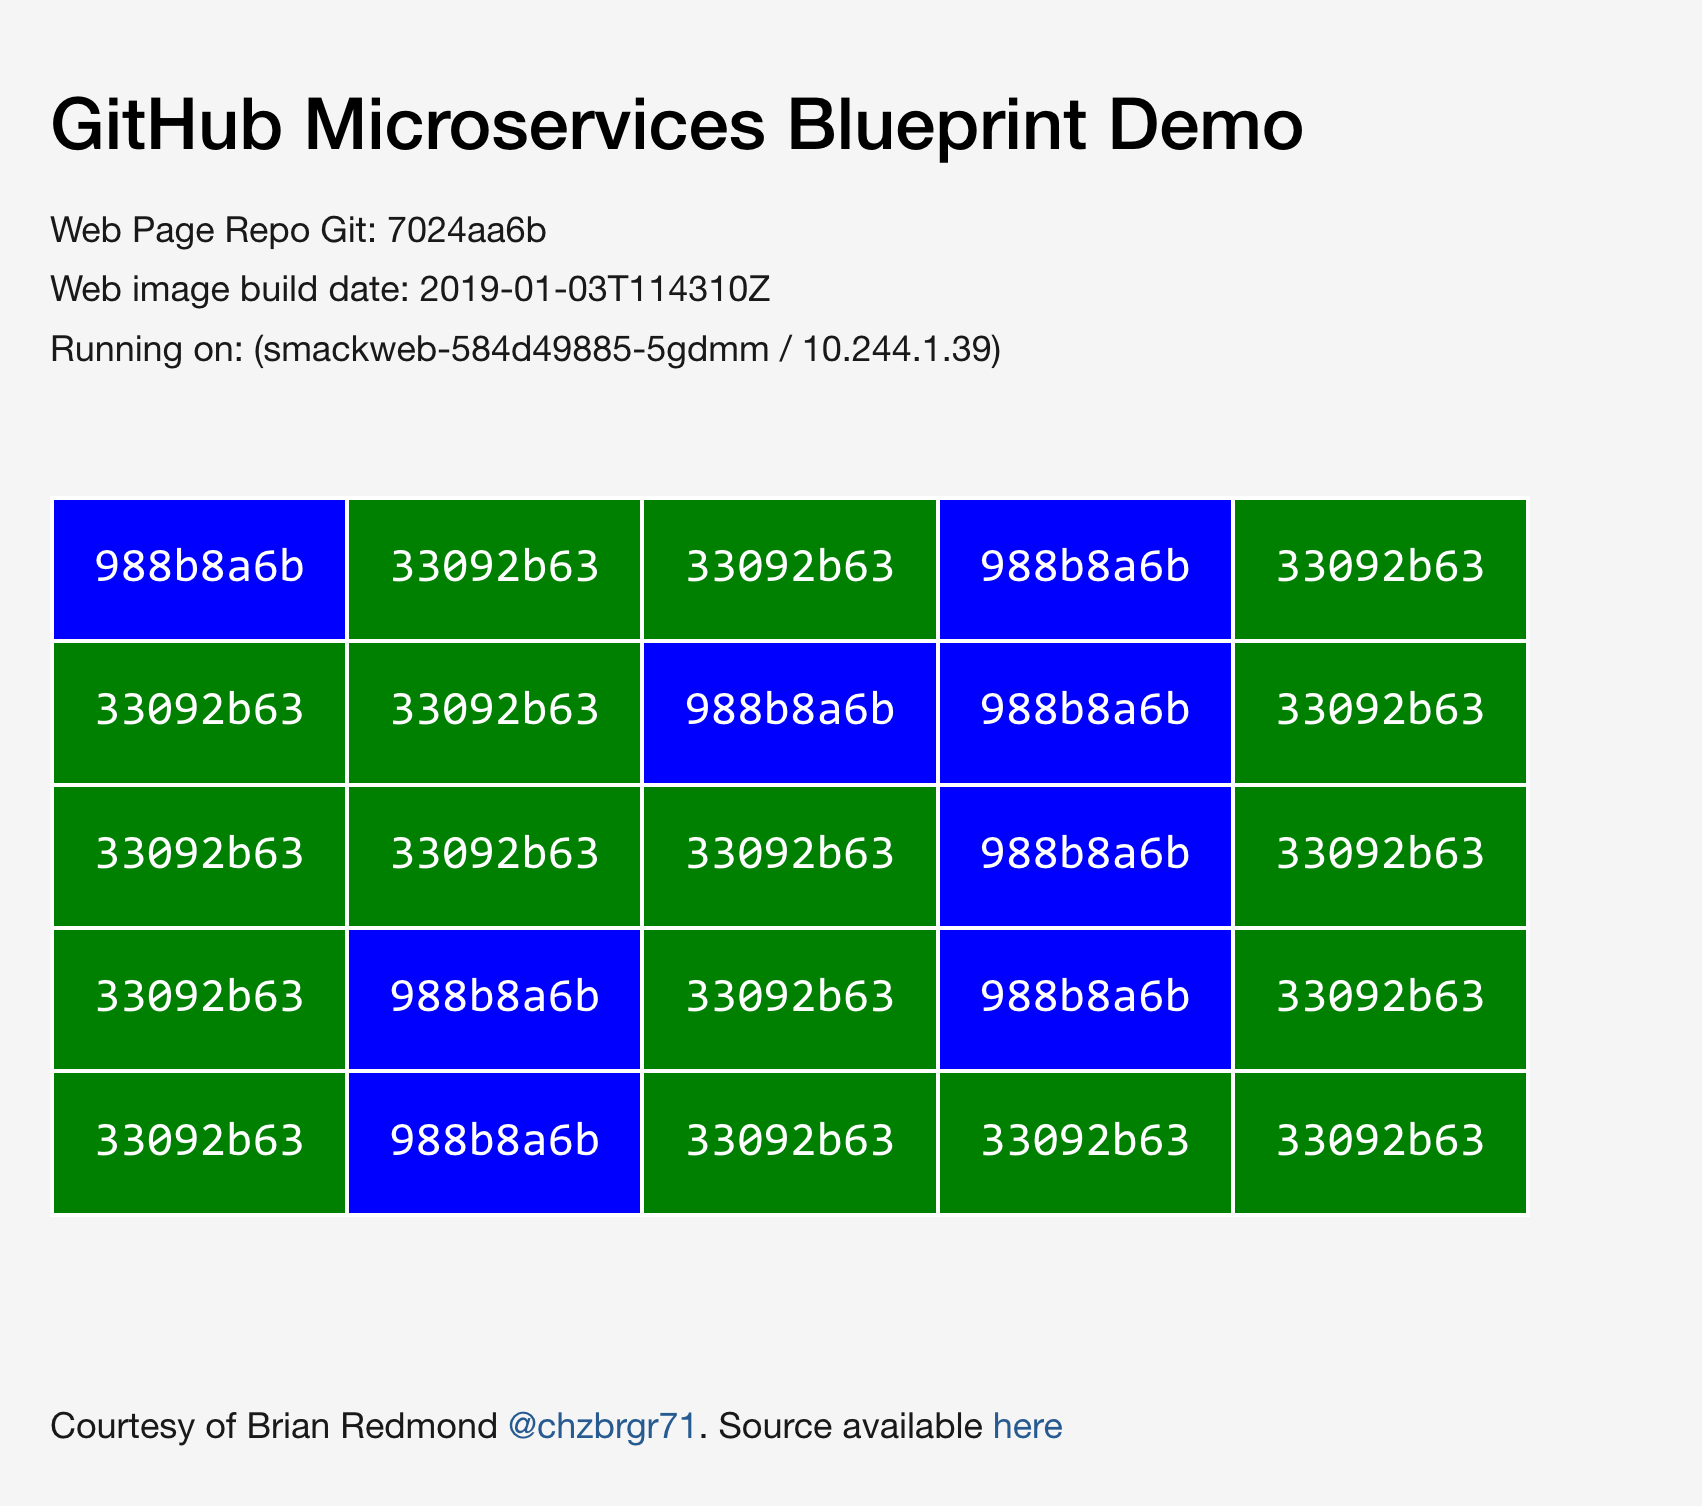 GitHub Microservices Blueprint Demo
Web Page Repo Git: 7024aa6b
Web image build date: 2019-01-03T114310Z
Running on: (smackweb-584d49885-5gdmm / 10.244.1.39)
988b8a6b 33092b63 33092b63 988b8a6b 33092b63
33092b63 33092b63 988b8a6b 988b8a6b 33092b63
33092b63 33092b63 33092b63 988b8a6b 33092b63
33092b63 988b8a6b 33092b63 988b8a6b 33092b63
33092b63 988b8a6b 33092b63 33092b63 33092b63
Courtesy of Brian Redmond @chzbrgr71. Source available here